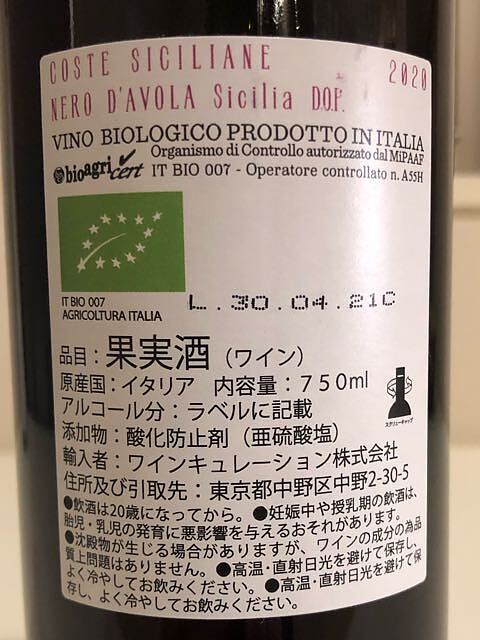 COSTE SICILIANE 2020
NERO D'AVOLA Sicilia D.O.P.
VINO BIOLOGICO PRODOTTO IN ITALIA
Organismo di Controllo autorizzato dal MiPAAF
bioagricert IT BIO 007 - Operatore controllato n. A55H
IT BIO 007
AGRICOLTURA ITALIA
L.30.04.21C
品目：果実酒（ワイン）
原産国：イタリア 内容量：750ml
アルコール分：ラベルに記載
スクリューキャップ
添加物：酸化防止剤（亜硫酸塩）
輸入者：ワインキュレーション株式会社
住所及び引取先：東京都中野区中野2-30-5
●飲酒は20歳になってから。●妊娠中や授乳期の飲酒は、
胎児・乳児の発育に悪影響を与えるおそれがあります。
●沈殿物が生じる場合がありますが、ワインの成分の為品
質上問題はありません。●高温・直射日光を避けて保存し、
よく冷やしてお飲みください。●高温・直射日光を避けて保
存し、よく冷やしてお飲みください。